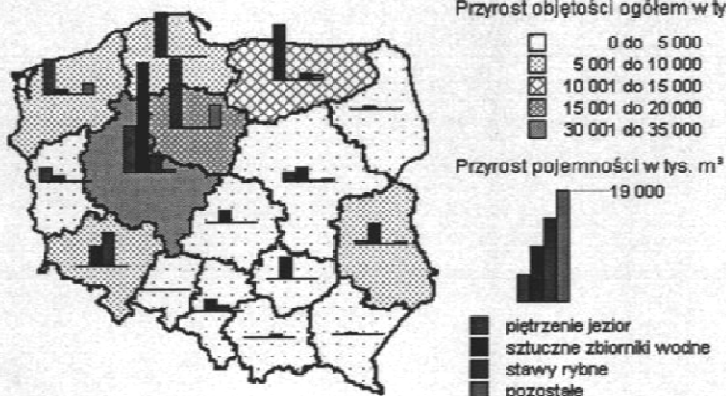 Przyrost objętości ogółem w ty
0 do 5 000
5 001 do 10 000
10 001 do 15 000
15 001 do 20 000
30 001 do 35 000
Przyrost pojemności w tys. m³
19 000
piętrzenie jezior
sztuczne zbiorniki wodne
stawy rybne
pozostałe